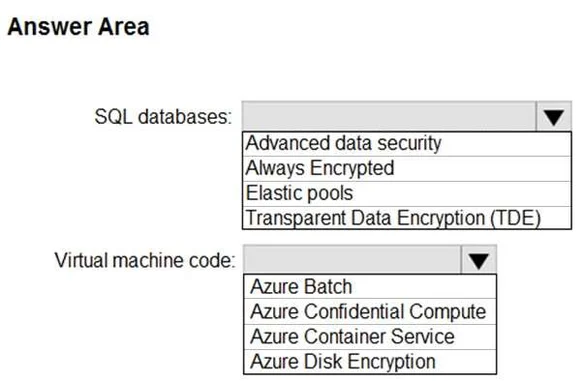 Answer Area
SQL databases:
Advanced data security
Always Encrypted
Elastic pools
Transparent Data Encryption (TDE)
Virtual machine code:
Azure Batch
Azure Confidential Compute
Azure Container Service
Azure Disk Encryption